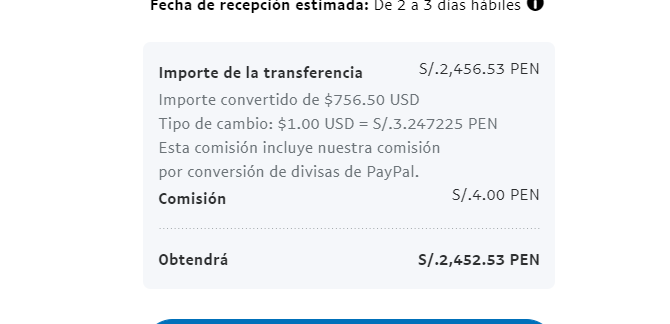 Fecha de recepción estimada: De 2 a 3 días hábiles i
Importe de la transferencia S/.2,456.53 PEN
Importe convertido de $756.50 USD
Tipo de cambio: $1.00 USD = S/.3.247225 PEN
Esta comisión incluye nuestra comisión
por conversión de divisas de PayPal.
Comisión S/.4.00 PEN
Obtendrá S/.2,452.53 PEN